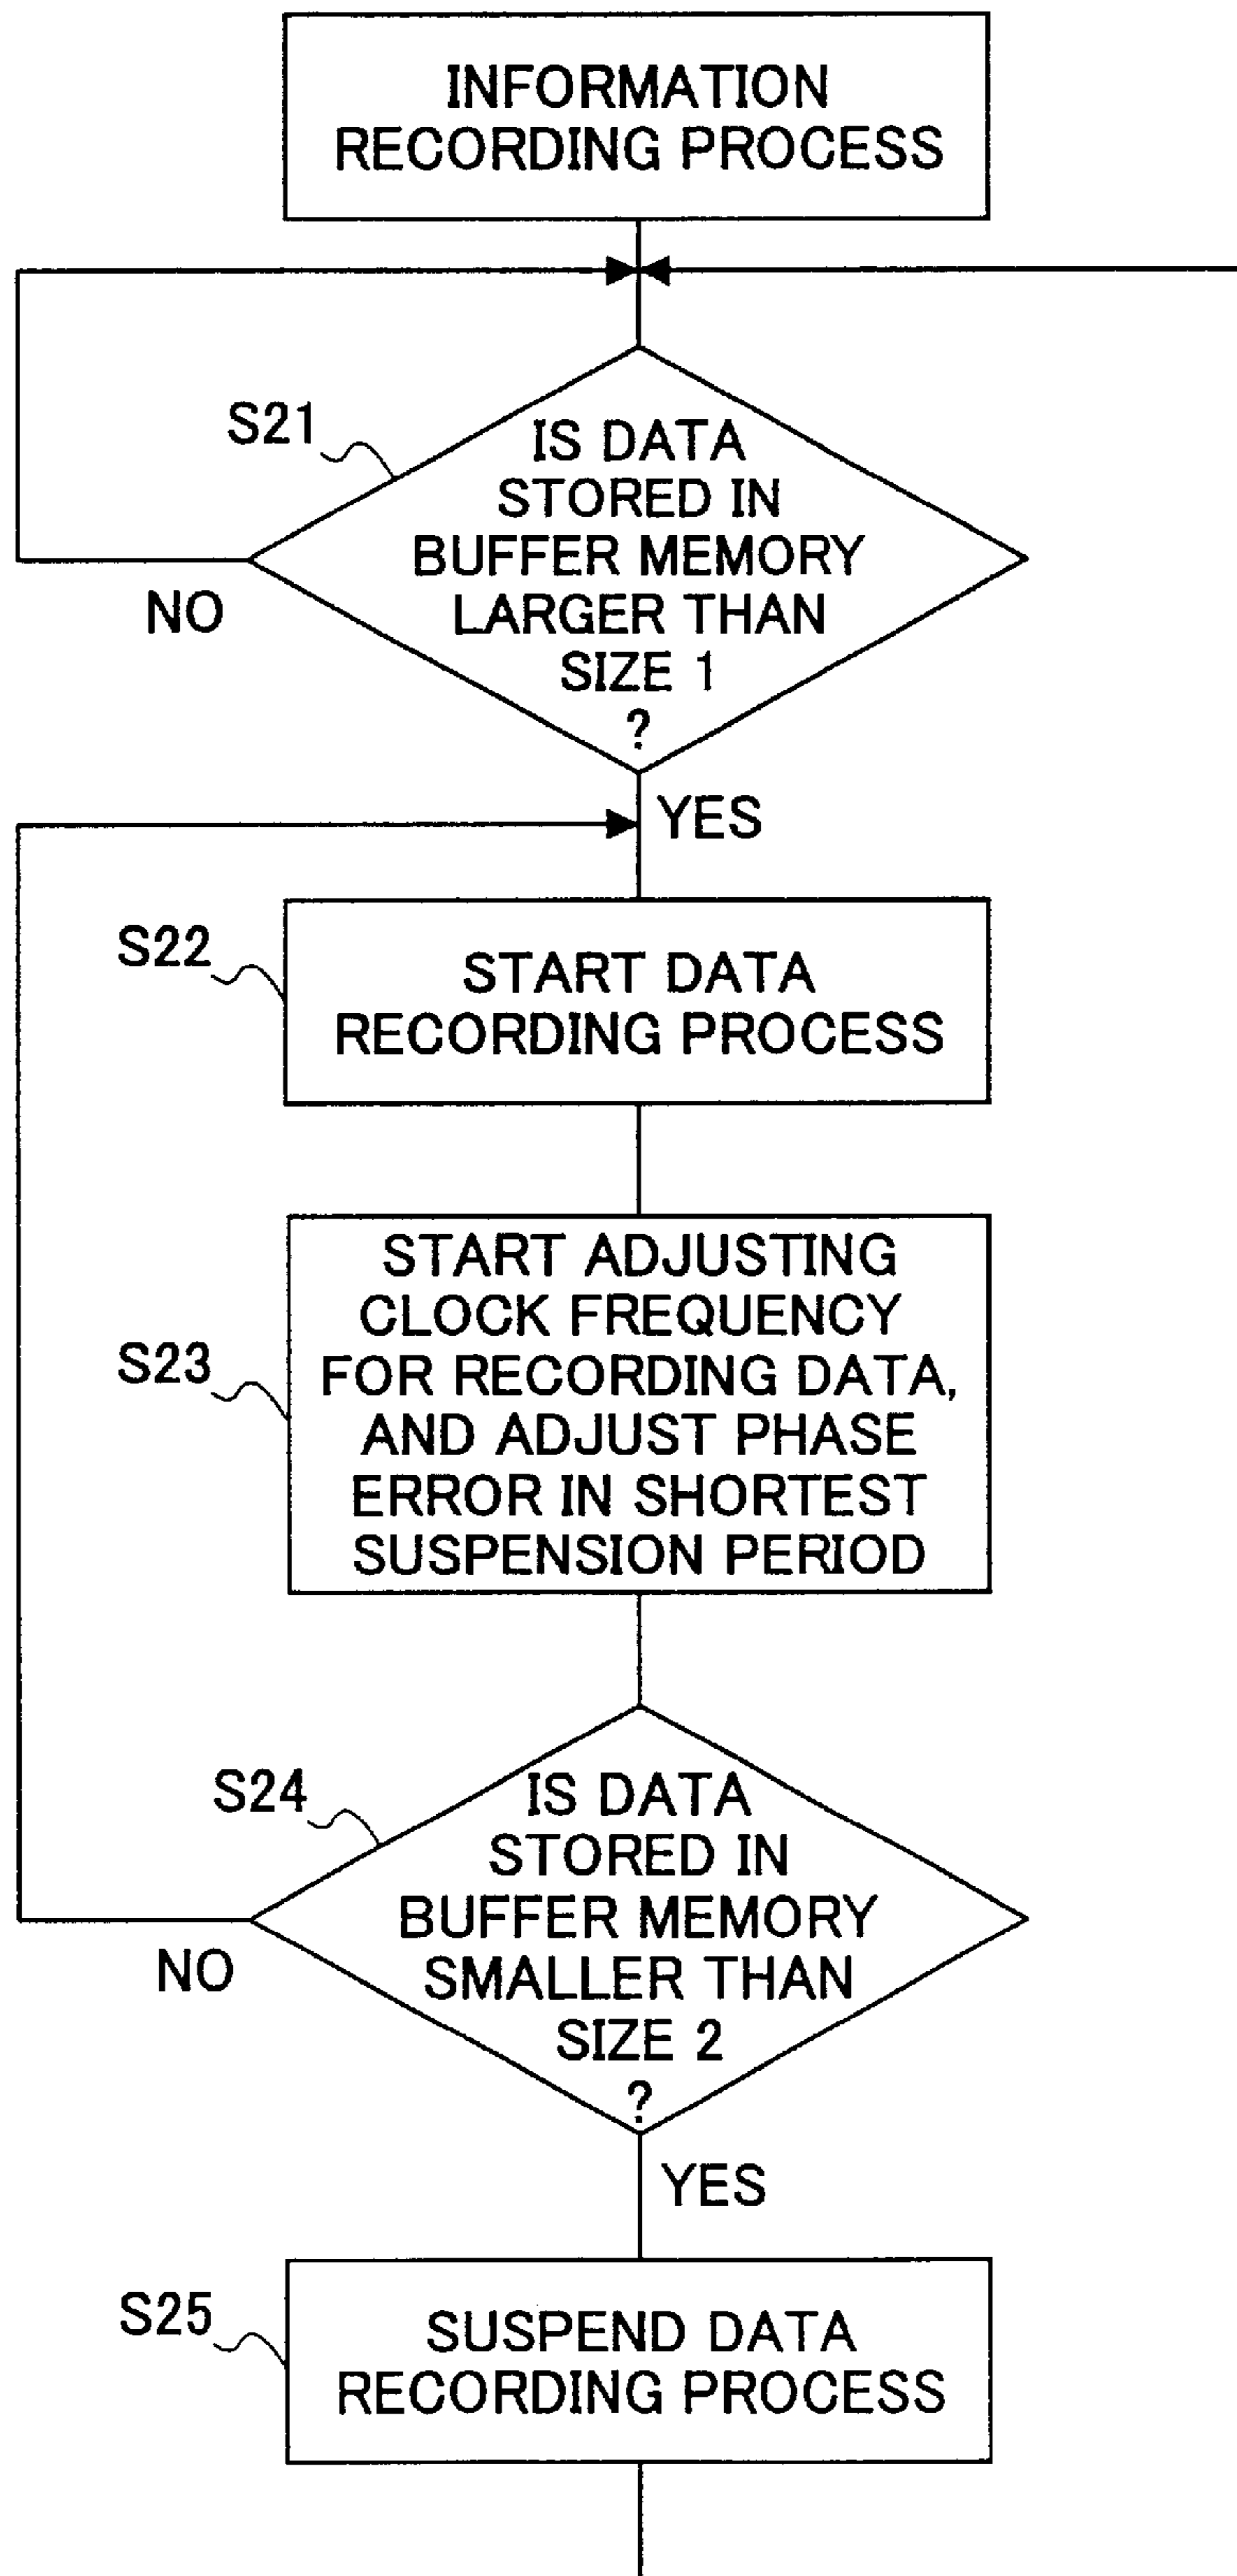 INFORMATION
RECORDING PROCESS
S21
IS DATA
STORED IN
BUFFER MEMORY
LARGER THAN
SIZE 1
?
NO
YES
S22
START DATA
RECORDING PROCESS
S23
START ADJUSTING
CLOCK FREQUENCY
FOR RECORDING DATA,
AND ADJUST PHASE
ERROR IN SHORTEST
SUSPENSION PERIOD
S24
IS DATA
STORED IN
BUFFER MEMORY
SMALLER THAN
SIZE 2
?
NO
YES
S25
SUSPEND DATA
RECORDING PROCESS